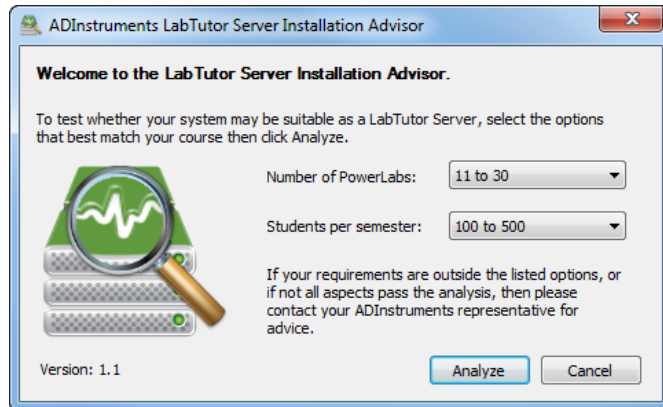 ADInstruments LabTutor Server Installation Advisor
Welcome to the LabTutor Server Installation Advisor.
To test whether your system may be suitable as a LabTutor Server, select the options
that best match your course then click Analyze.
Number of PowerLabs:
11 to 30
Students per semester:
100 to 500
If your requirements are outside the listed options, or
if not all aspects pass the analysis, then please
contact your ADInstruments representative for
advice.
Version: 1.1
Analyze
Cancel